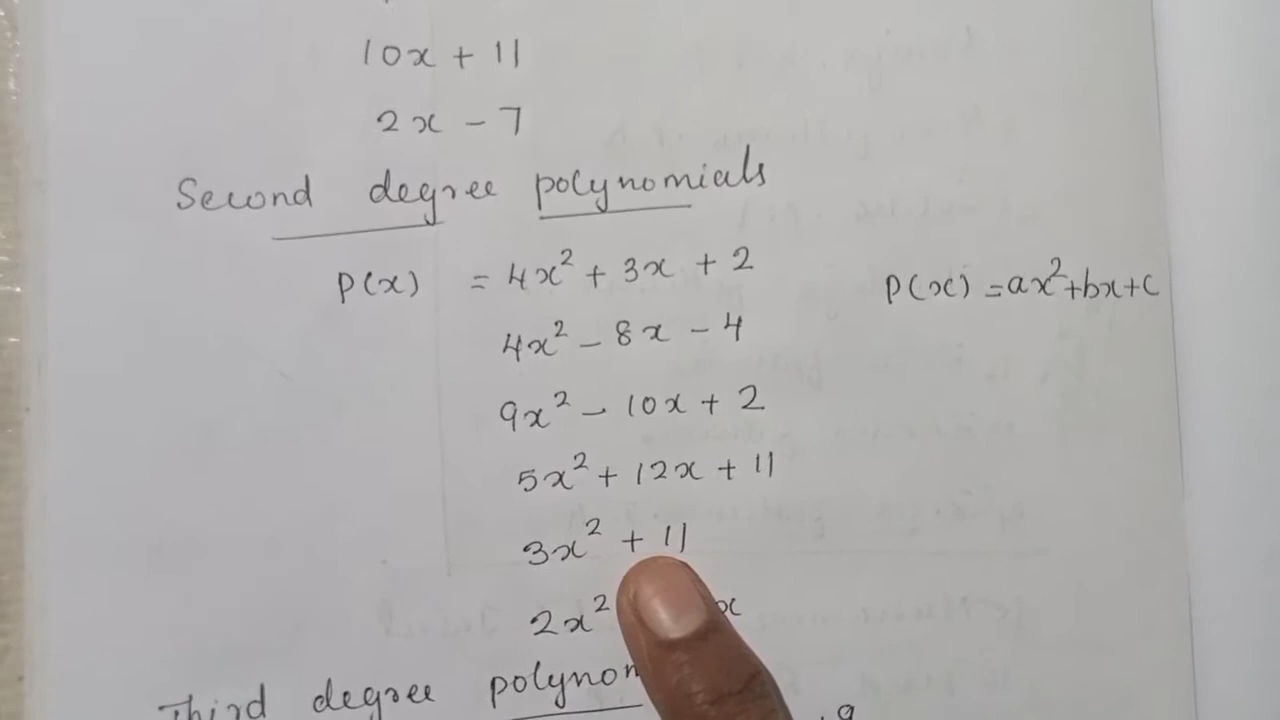 10x + 11
2x - 7
Second degree polynomials
P(x) = 4x² + 3x + 2 P(x) = ax²+bx+c
4x² - 8x - 4
9x² - 10x + 2
5x² + 12x + 11
3x² + 11
2x² x
Third degree